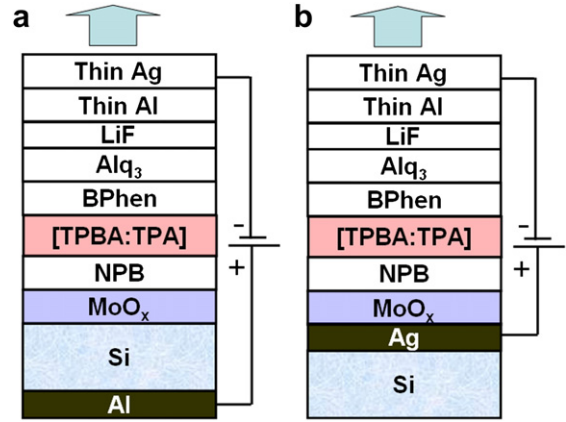 a
Thin Ag
Thin Al
LiF
Alq3
BPhen
[TPBA:TPA]
NPB
MoOx
Si
Al
-
+
b
Thin Ag
Thin Al
LiF
Alq3
BPhen
[TPBA:TPA]
NPB
MoOx
Ag
Si
-
+